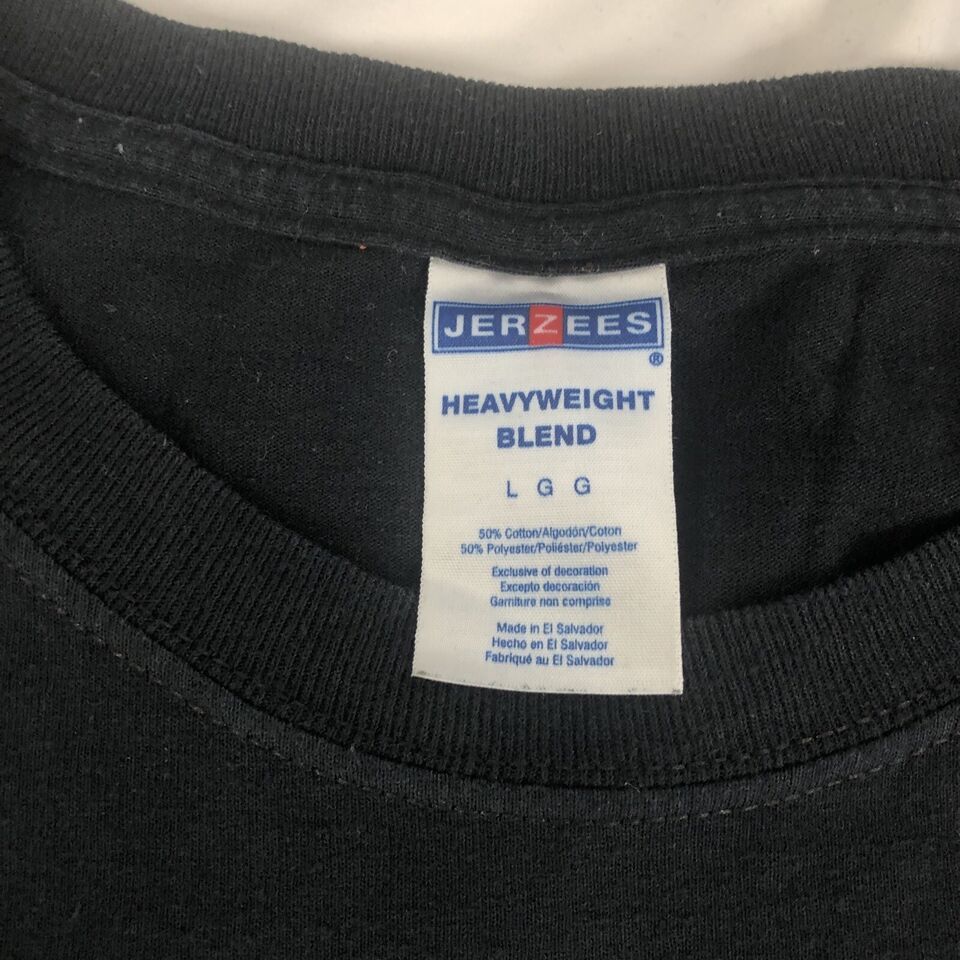 JERZEES
®
HEAVYWEIGHT
BLEND
L G G
50% Cotton/Algodón/Coton
50% Polyester/Poliéster/Polyester
Exclusive of decoration
Excepto decoración
Garniture non comprise
Made in El Salvador
Hecho en El Salvador
Fabriqué au El Salvador